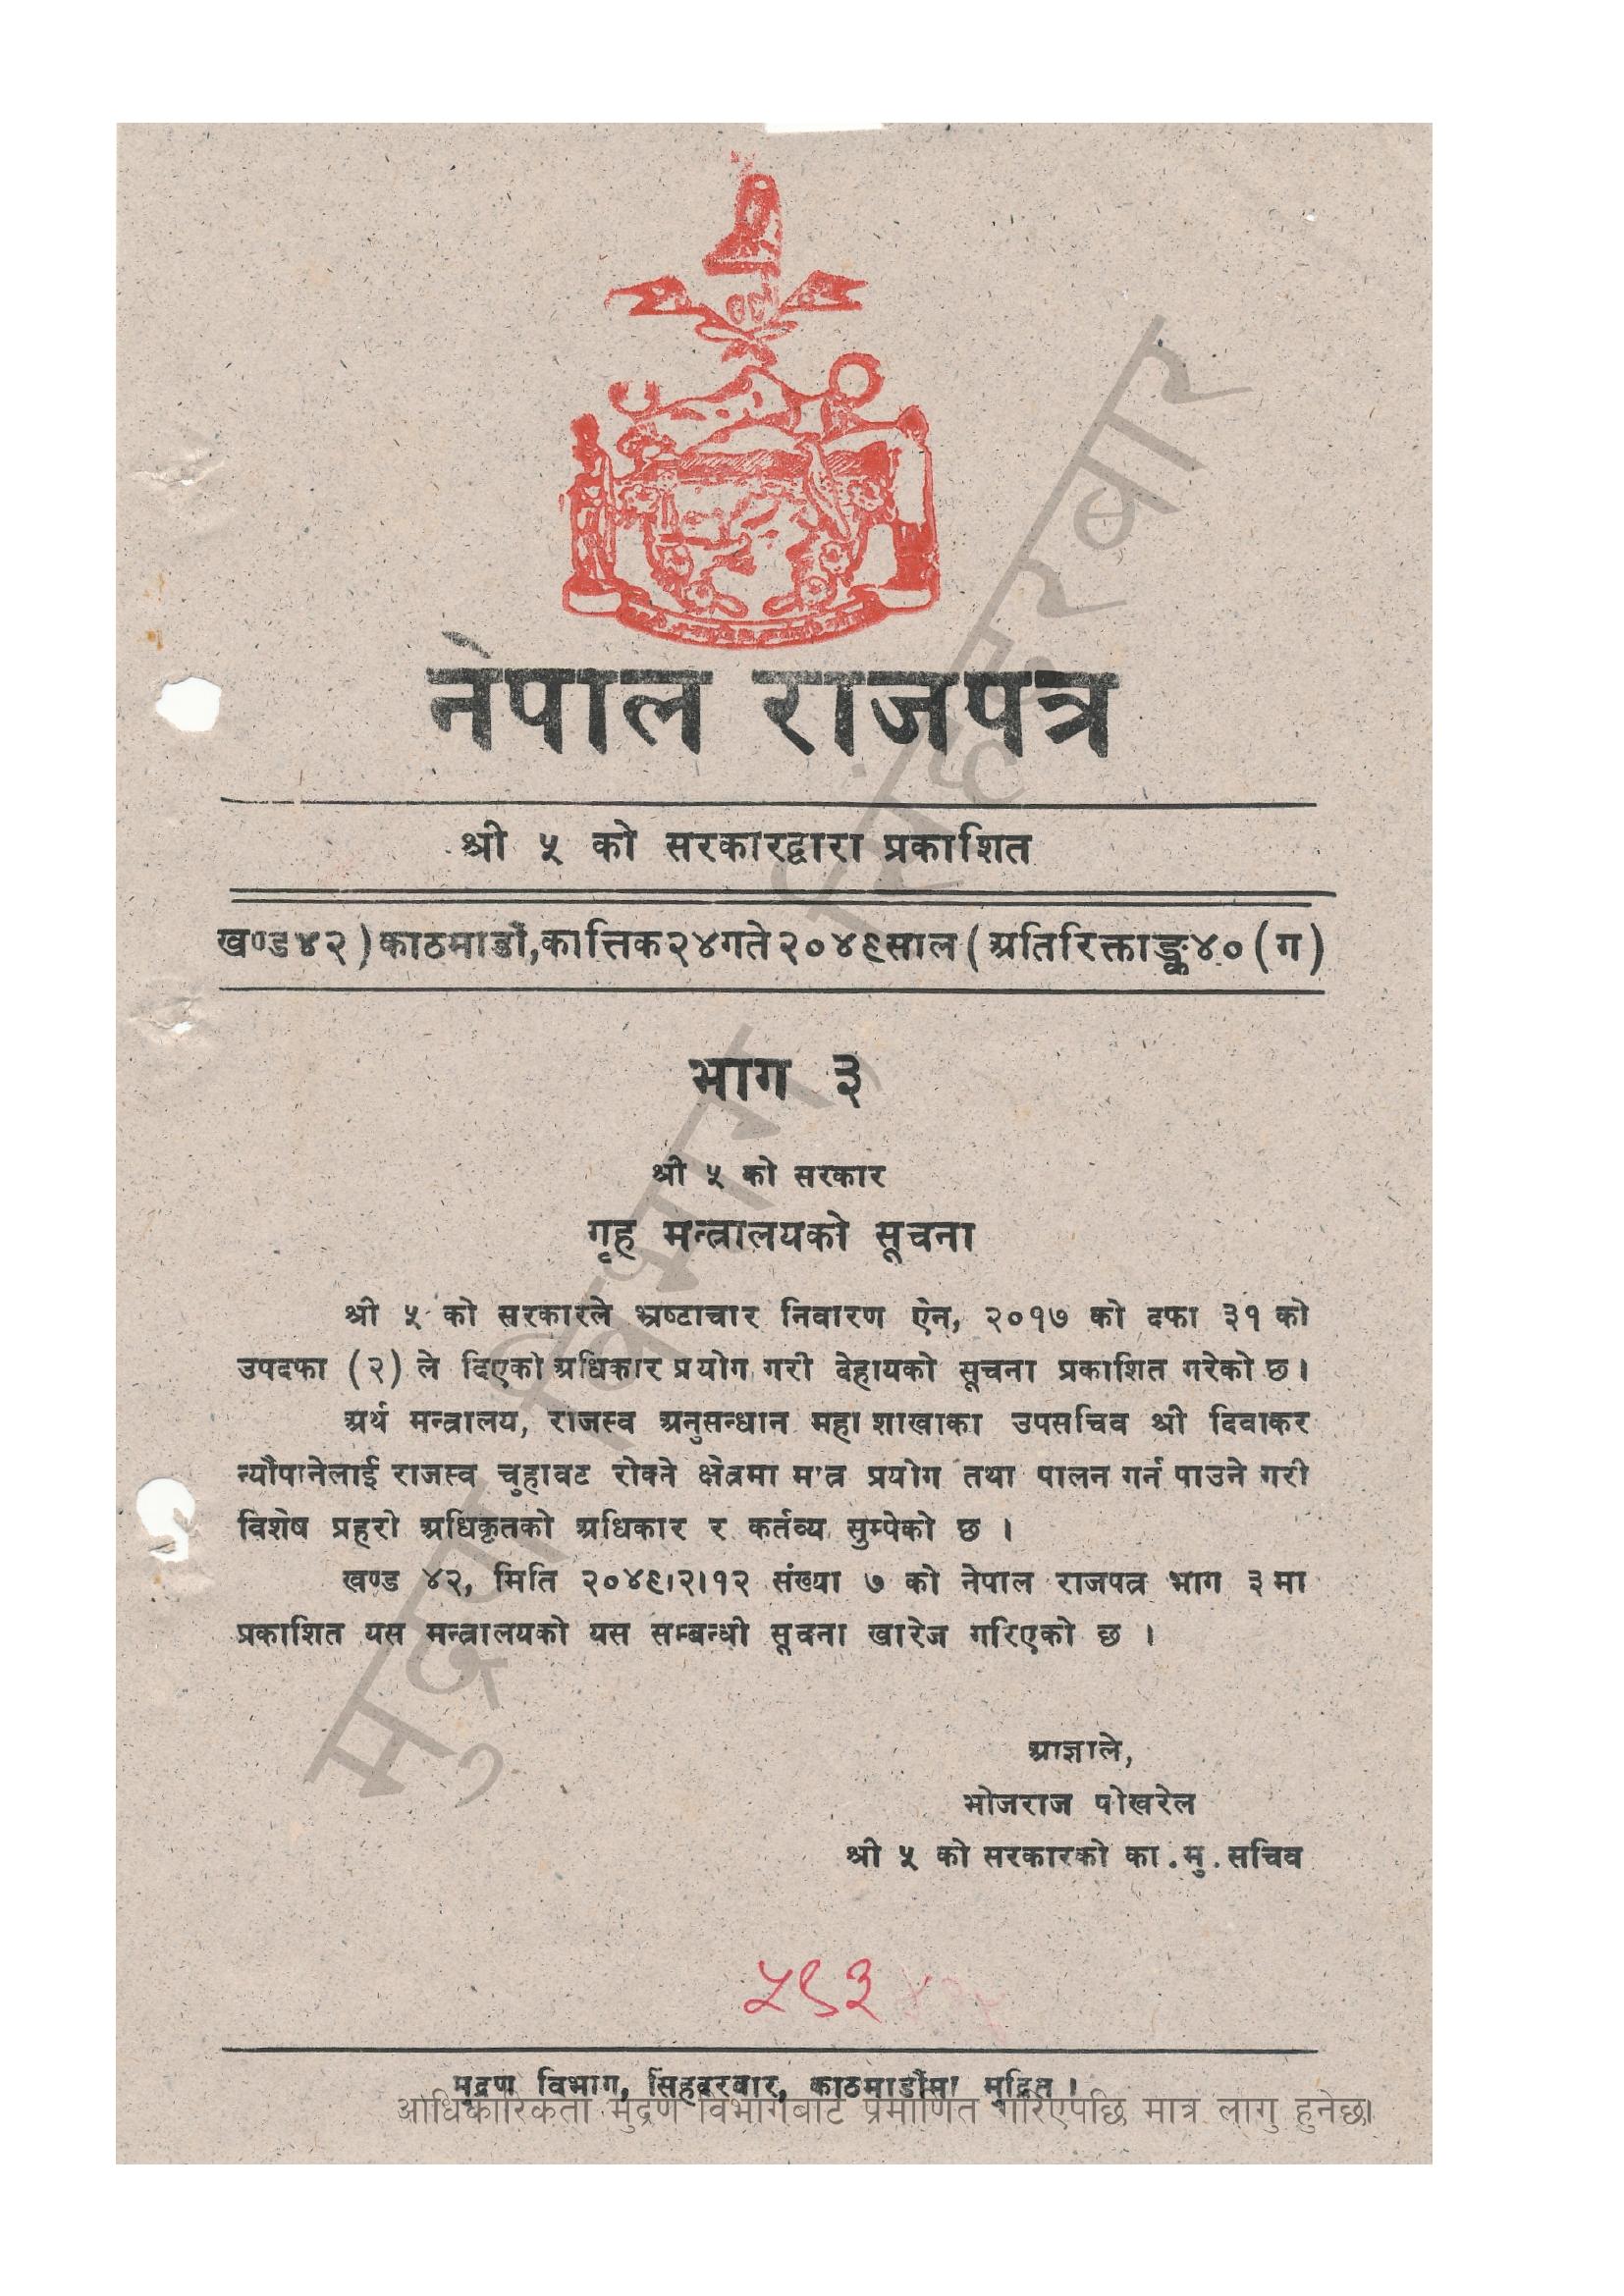 नेपाल राजपत्र
श्री ५ को सरकारद्वारा प्रकाशित
खण्ड ४२ ) काठमाडौं, कात्तिक २४ गते २०४९ साल ( अतिरिक्ताङ्क ४० (ग)
भाग ३
श्री ५ को सरकार
गृह मन्त्रालयको सूचना
श्री ५ को सरकारले भ्रष्टाचार निवारण ऐन, २०१७ को दफा ३१ को
उपदफा (२) ले दिएको अधिकार प्रयोग गरी देहायको सूचना प्रकाशित गरेको छ ।
अर्थ मन्त्रालय, राजस्व अनुसन्धान महाशाखाका उपसचिव श्री दिवाकर
न्यौपानेलाई राजस्व चुहावट रोक्ने क्षेत्रमा मात्र प्रयोग तथा पालन गर्न पाउने गरी
विशेष प्रहरी अधिकृतको अधिकार र कर्तव्य सुम्पेको छ ।
खण्ड ४२, मिति २०४९।२।१२ संख्या ७ को नेपाल राजपत्र भाग ३ मा
प्रकाशित यस मन्त्रालयको यस सम्बन्धी सूचना खारेज गरिएको छ ।
आज्ञाले,
भोजराज पोखरेल
श्री ५ को सरकारको का . मु . सचिव
५९३
मुद्रण विभाग, सिंहदरबार, काठमाडौंमा मुद्रित ।
आधिकारिकता मुद्रण विभागबाट प्रमाणित गरिएपछि मात्र लागु हुनेछ।
मुद्रण विभाग, सिंहदरबार